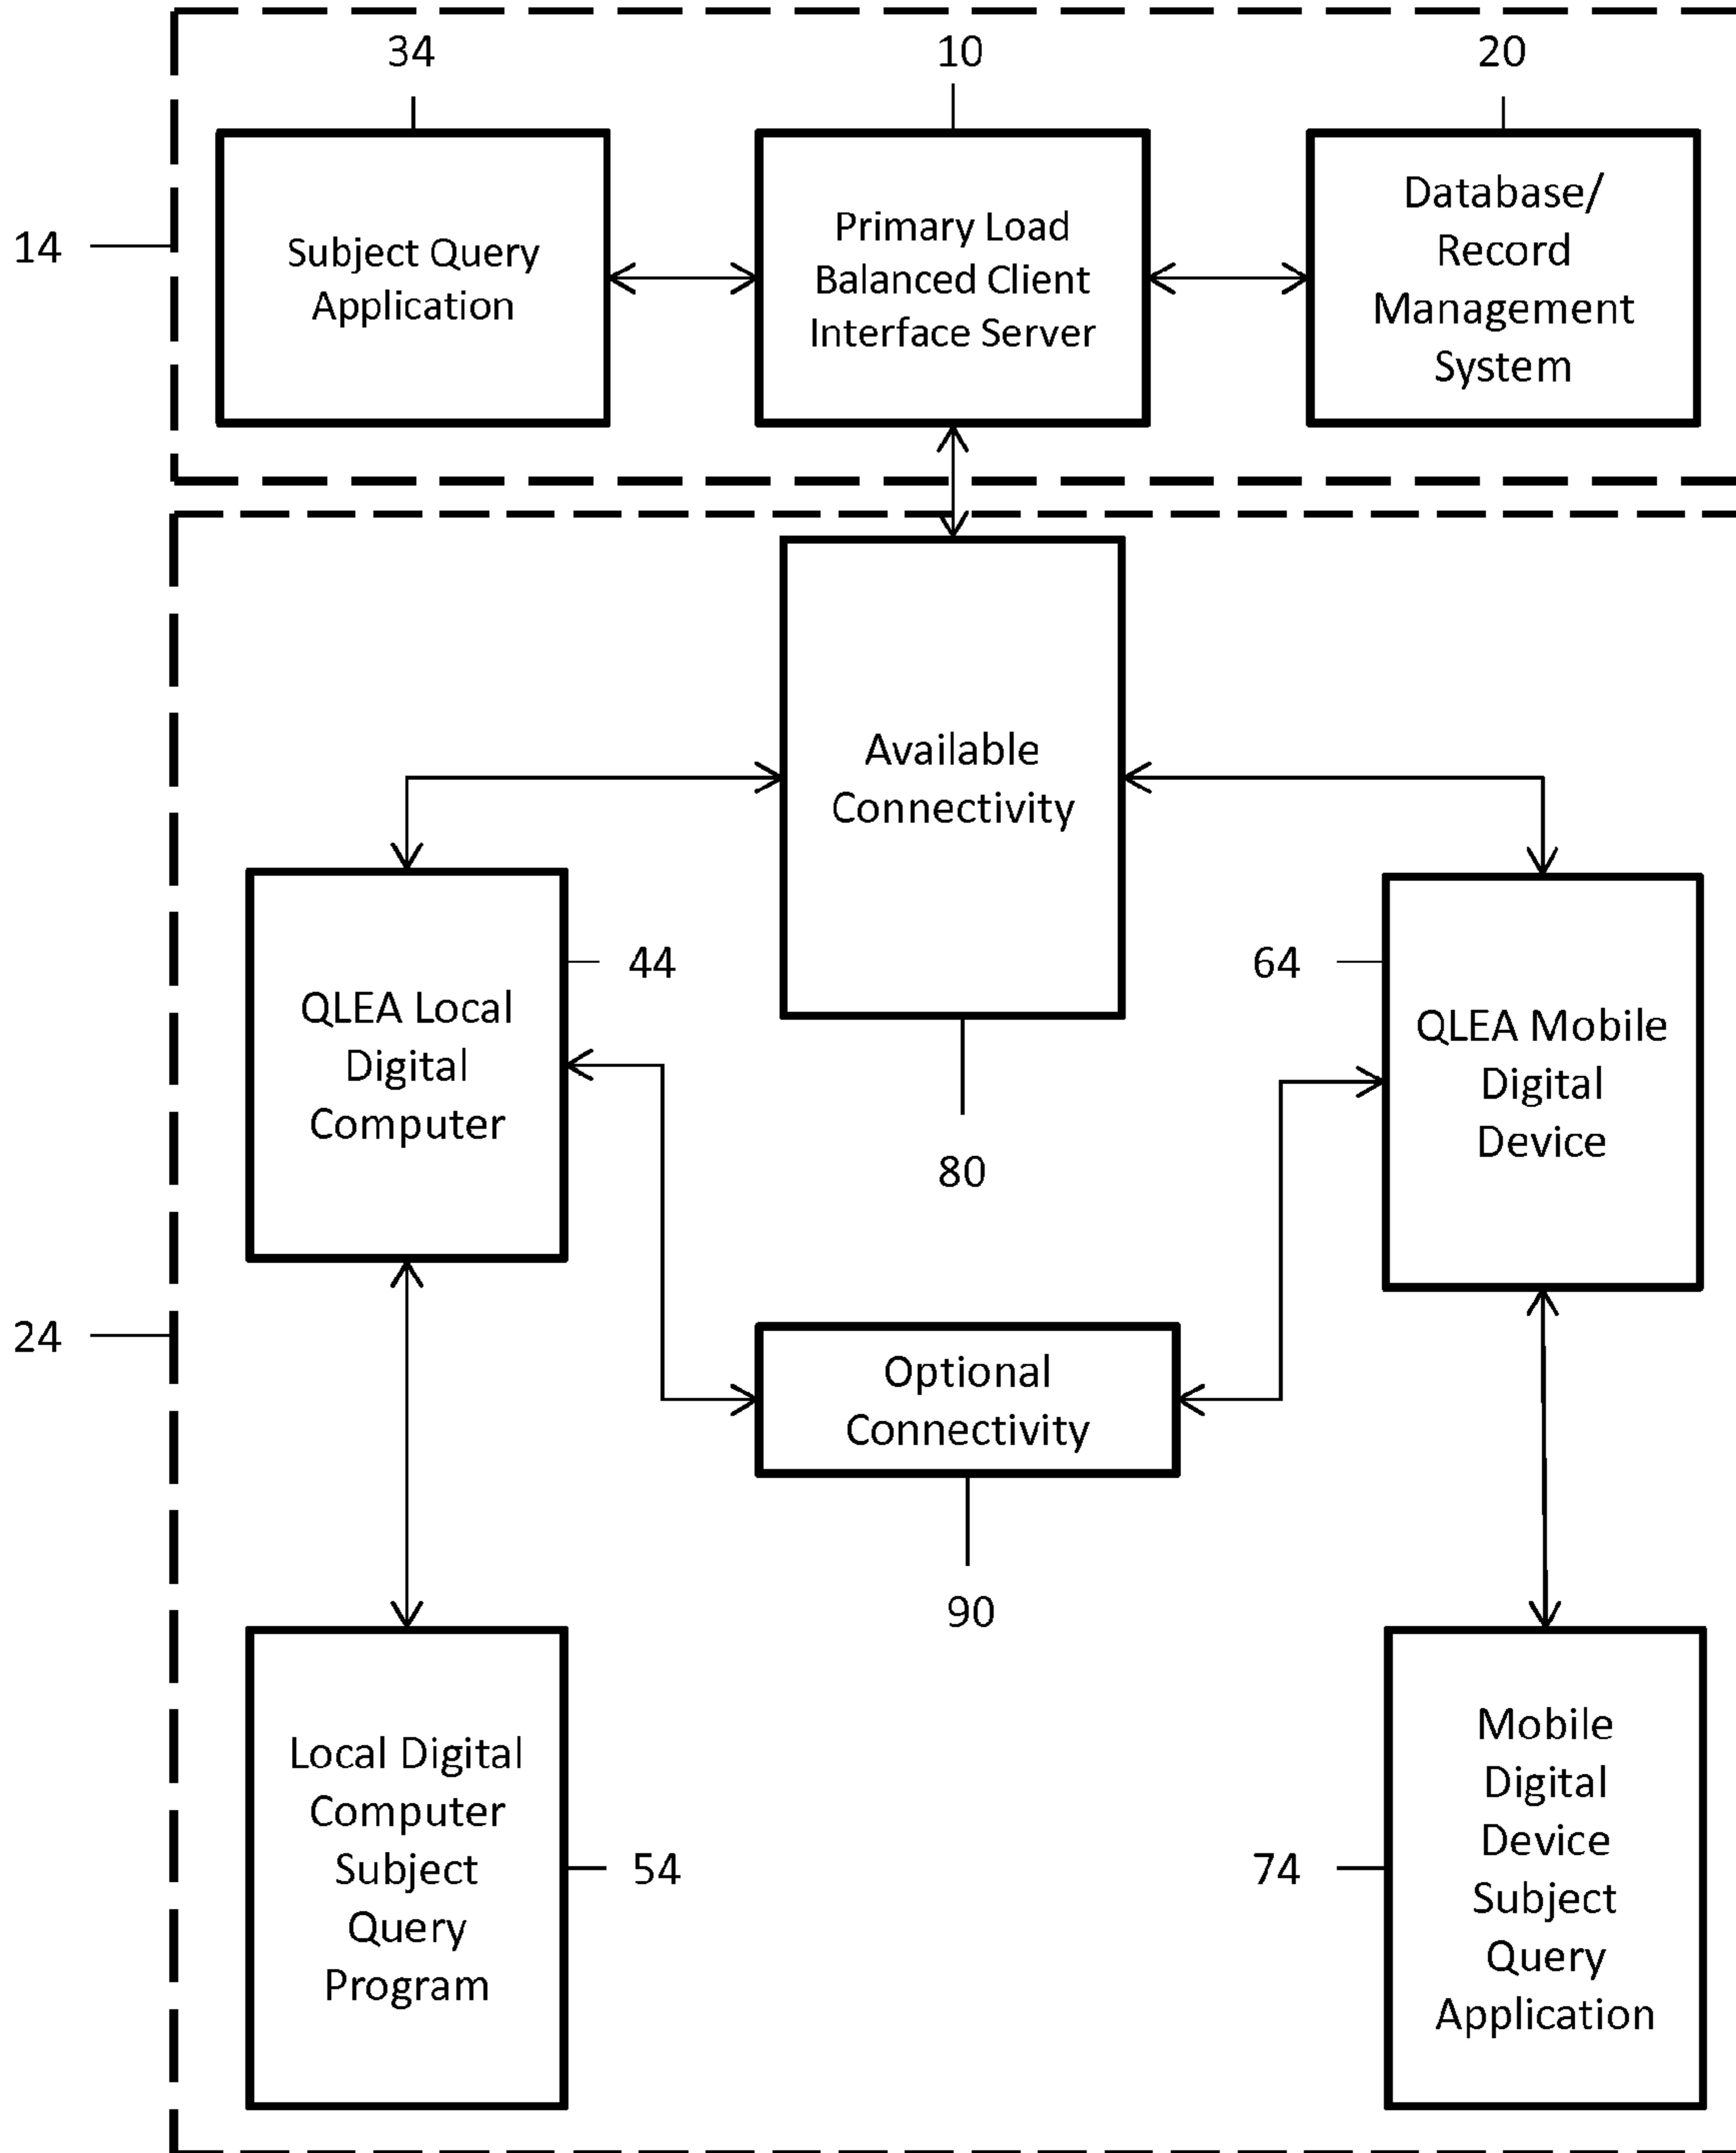 34
10
20
14
Subject Query
Application
Primary Load
Balanced Client
Interface Server
Database/
Record
Management
System
Available
Connectivity
44
64
QLEA Local
Digital
Computer
QLEA Mobile
Digital
Device
80
24
Optional
Connectivity
90
Local Digital
Computer
Subject
Query
Program
54
74
Mobile
Digital
Device
Subject
Query
Application